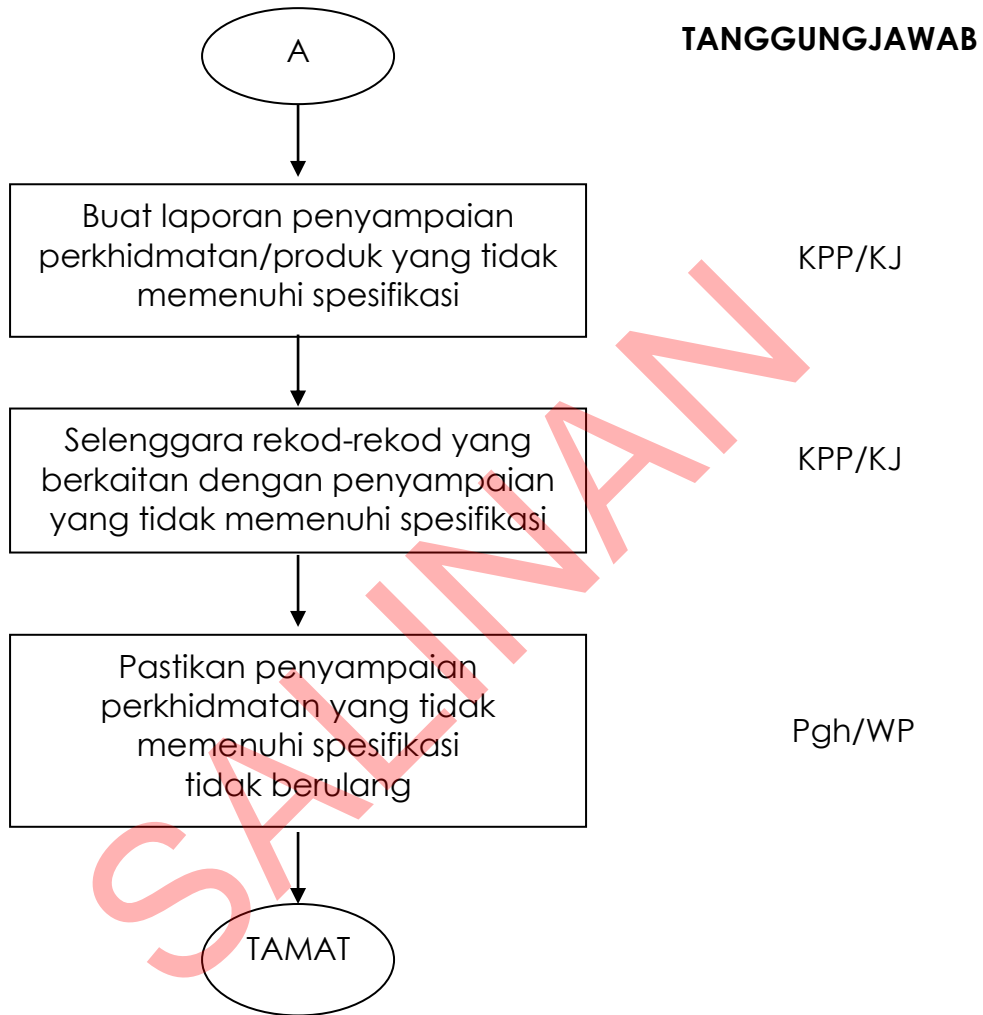 TANGGUNGJAWAB
A
Buat laporan penyampaian
perkhidmatan/produk yang tidak
memenuhi spesifikasi
KPP/KJ
Selenggara rekod-rekod yang
berkaitan dengan penyampaian
yang tidak memenuhi spesifikasi
KPP/KJ
Pastikan penyampaian
perkhidmatan yang tidak
memenuhi spesifikasi
tidak berulang
Pgh/WP
TAMAT
SALINAN